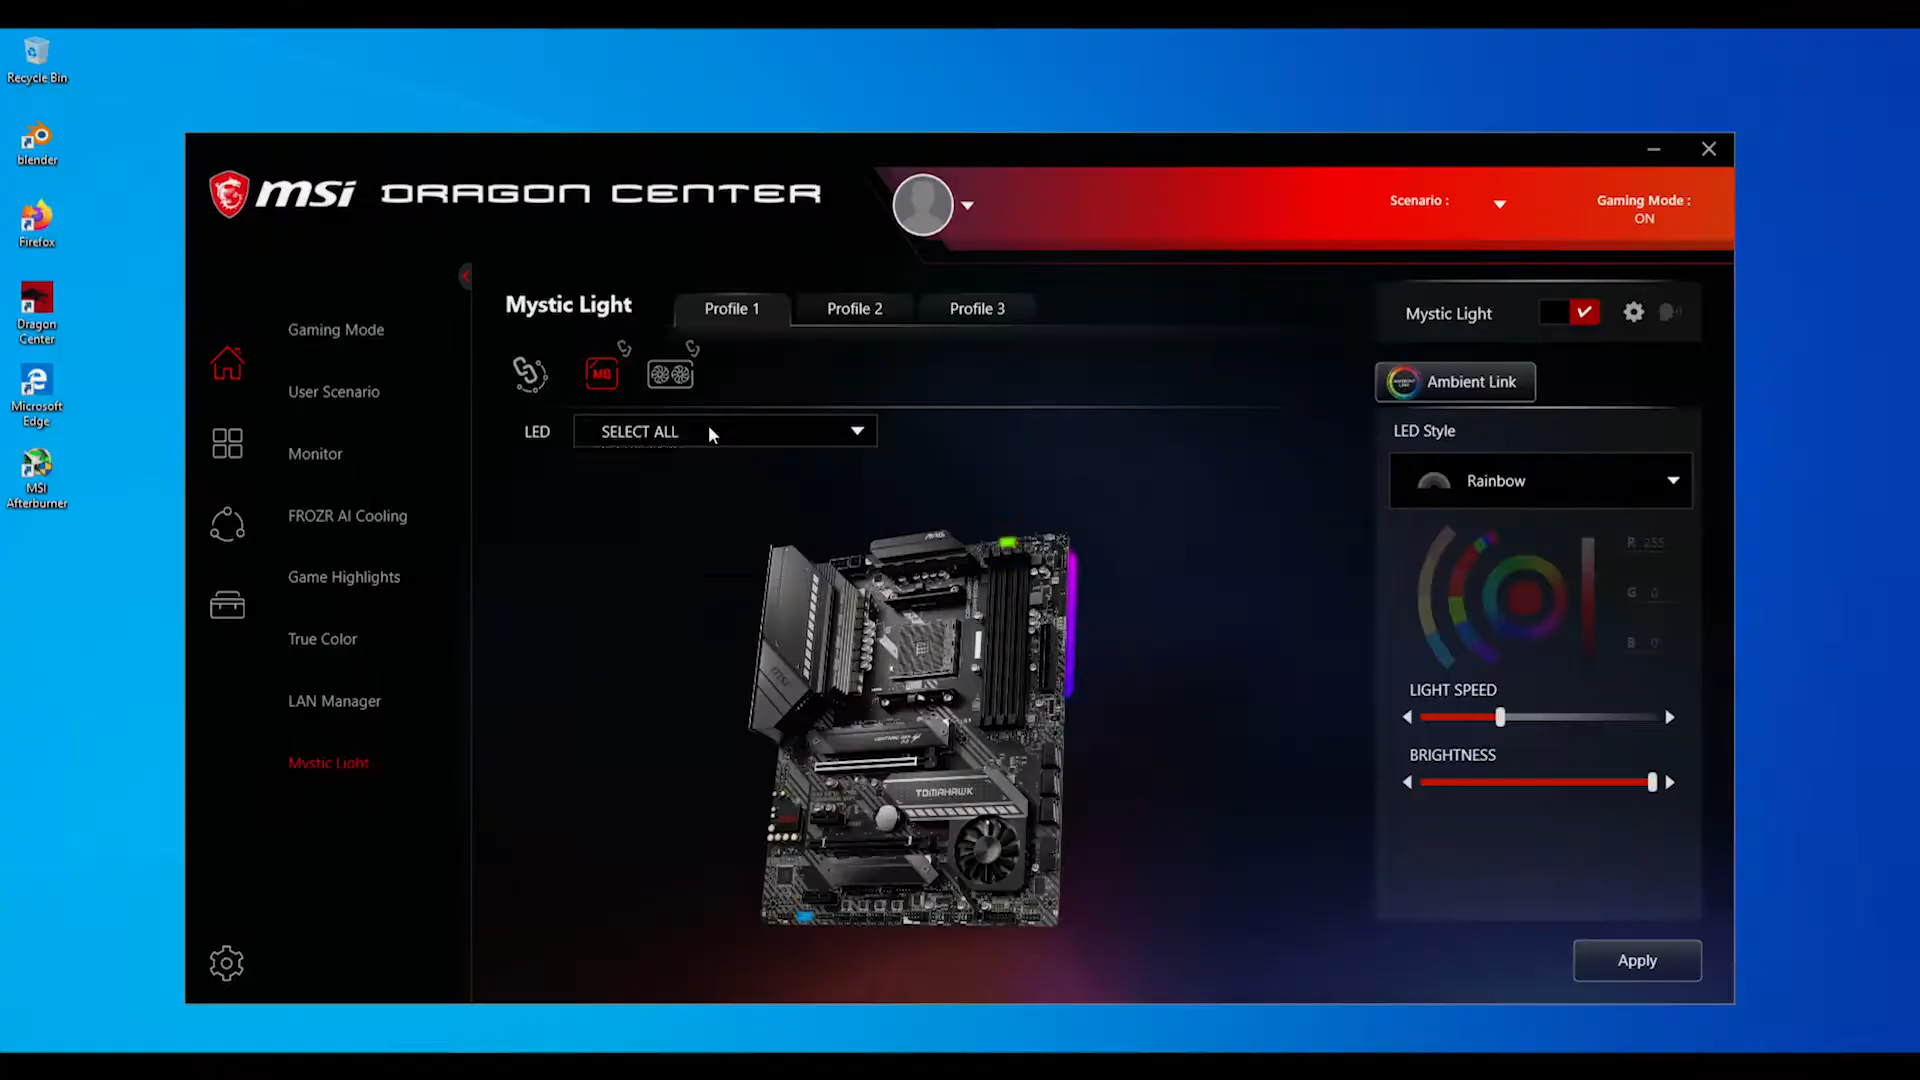 Recycle Bin
blender
Firefox
Dragon
Center
Microsoft
Edge
MSI
Afterburner
msi DRAGON CENTER
Scenario :
Gaming Mode :
ON
Gaming Mode
User Scenario
Monitor
FROZR AI Cooling
Game Highlights
True Color
LAN Manager
Mystic Light
Mystic Light
Profile 1
Profile 2
Profile 3
MB
LED
SELECT ALL
TOMAHAWK
Mystic Light
Ambient Link
LED Style
Rainbow
R 255
G 0
B 0
LIGHT SPEED
BRIGHTNESS
Apply